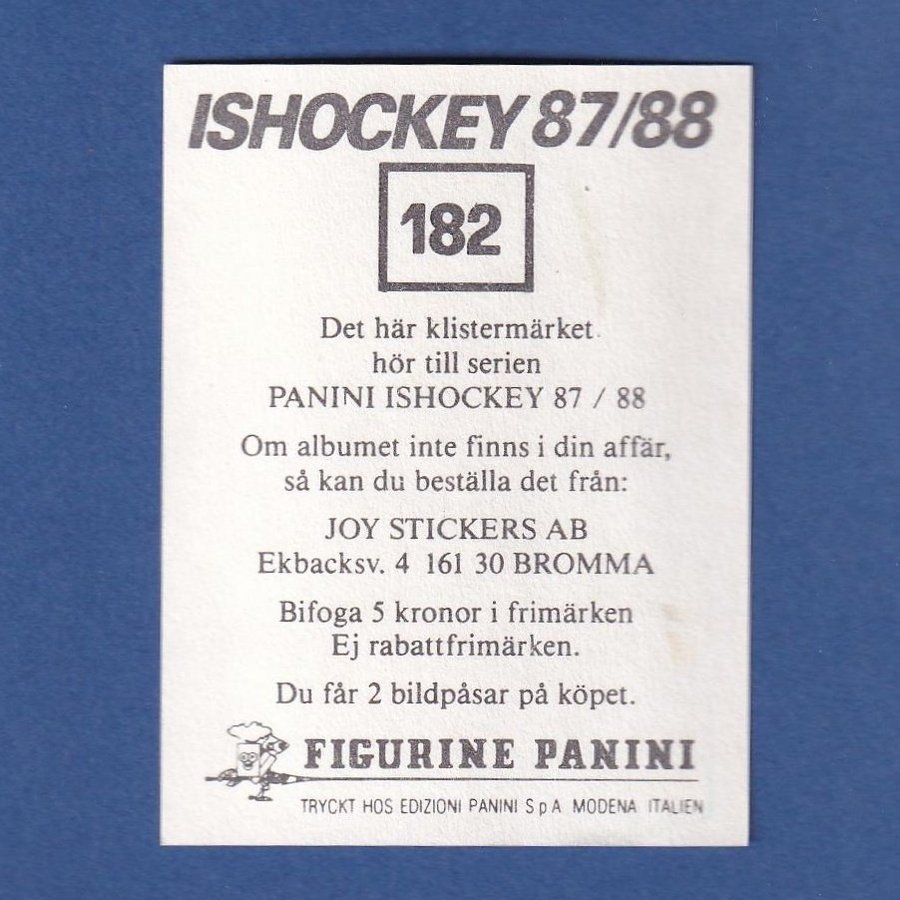 ISHOCKEY 87/88
182
Det här klistermärket
hör till serien
PANINI ISHOCKEY 87 / 88
Om albumet inte finns i din affär,
så kan du beställa det från:
JOY STICKERS AB
Ekbacksv. 4 161 30 BROMMA
Bifoga 5 kronor i frimärken
Ej rabattfrimärken.
Du får 2 bildpåsar på köpet.
FIGURINE PANINI
TRYCKT HOS EDIZIONI PANINI S p A MODENA ITALIEN